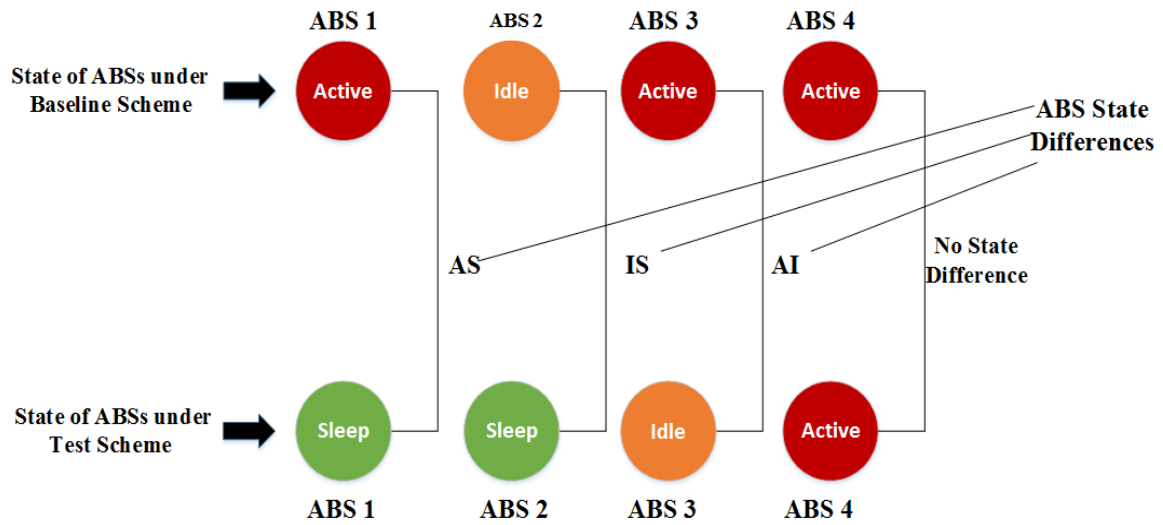 ABS 1
ABS 2
ABS 3
ABS 4
State of ABSs under
Baseline Scheme
Active
Idle
Active
Active
ABS State
Differences
AS
IS
AI
No State
Difference
State of ABSs under
Test Scheme
Sleep
Sleep
Idle
Active
ABS 1
ABS 2
ABS 3
ABS 4